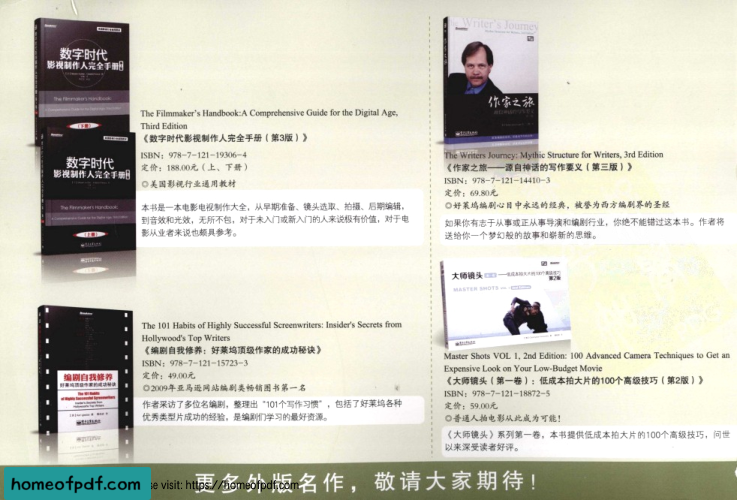 数字时代
影视制作人完全手册
The Filmmaker's Handbook
数字时代
影视制作人完全手册
The Filmmaker's Handbook
The Filmmaker's Handbook:A Comprehensive Guide for the Digital Age,
Third Edition
《数字时代影视制作人完全手册（第3版）》
ISBN：978-7-121-19306-4
定价：188.00元（上、下册）
◎美国影视行业通用教材
本书是一本电影电视制作大全，从早期准备、镜头选取、拍摄、后期编辑，
到音效和光效，无所不包，对于未入门或新入门的人来说极有价值，对于电
影从业者来说也颇具参考。
编剧自我修养
好莱坞顶级作家的成功秘诀
The 101 Habits
of Highly Successful Screenwriters
The 101 Habits of Highly Successful Screenwriters: Insider's Secrets from
Hollywood's Top Writers
《编剧自我修养：好莱坞顶级作家的成功秘诀》
ISBN：978-7-121-15723-3
定价：49.00元
◎2009年亚马逊网站编剧类畅销图书第一名
作者采访了多位名编剧，整理出“101个写作习惯”，包括了好莱坞各种
优秀类型片成功的经验，是编剧们学习的最好资源。
Writer's Journey
作家之旅
The Writers Journcy: Mythic Structure for Writers, 3rd Edition
《作家之旅——源自神话的写作要义（第三版）》
ISBN：978-7-121-14410-3
定价：69.80元
◎好莱坞编剧心目中永远的经典，被誉为西方编剧界的圣经
如果你有志于从事或正从事导演和编剧行业，你绝不能错过这本书。作者将
送给你一个梦幻般的故事和崭新的思维。
大师镜头 ——低成本拍大片的100个高级技巧
第2版
MASTER SHOTS
Master Shots VOL 1, 2nd Edition: 100 Advanced Camera Techniques to Get an
Expensive Look on Your Low-Budget Movie
《大师镜头（第一卷）：低成本拍大片的100个高级技巧（第2版）》
ISBN：978-7-121-18872-5
定价：59.00元
◎普通人拍电影从此成为可能！
《大师镜头》系列第一卷，本书提供低成本拍大片的100个高级技巧，问世
以来深受读者好评。
更多外版名作，敬请大家期待！
homeofpdf.com
se visit: https://homeofpdf.com
homeofpdf.com